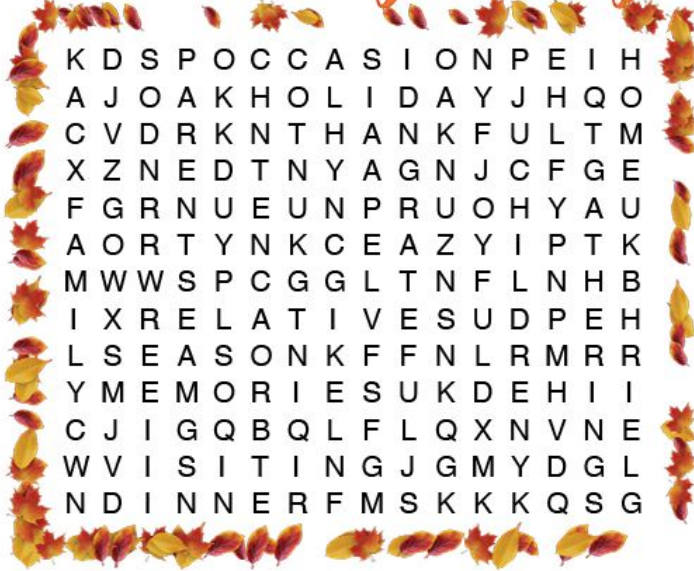 K D S P O C C A S I O N P E I H
A J O A K H O L I D A Y J H Q O
C V D R K N T H A N K F U L T M
X Z N E D T N Y A G N J C F G E
F G R N U E U N P R U O H Y A U
A O R T Y N K C E A Z Y I P T K
M W W S P C G G L T N F L N H B
I X R E L A T I V E S U D P E H
L S E A S O N K F F N L R M R R
Y M E M O R I E S U K D E H I I
C J I G Q B Q L F L Q X N V N E
W V I S I T I N G J G M Y D G L
N D I N N E R F M S K K K Q S G